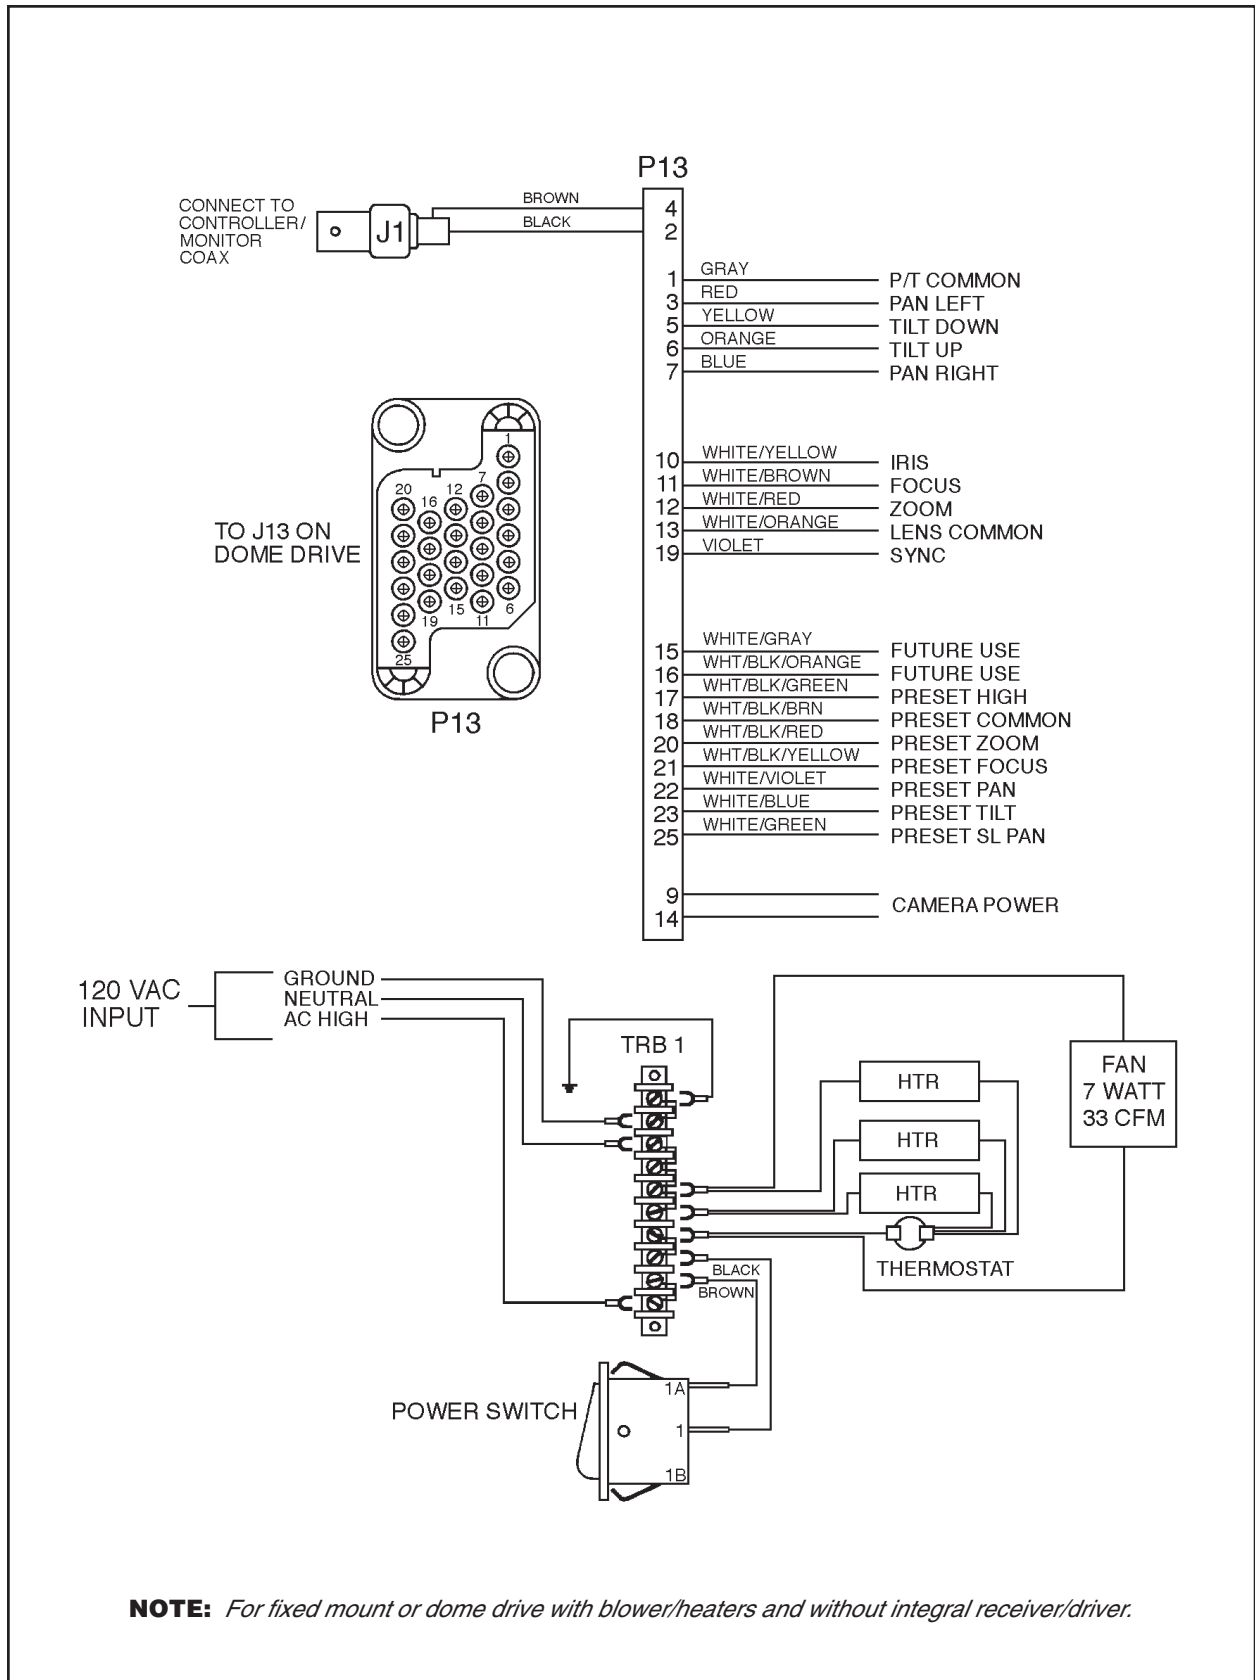 P13
CONNECT TO
CONTROLLER/
MONITOR
COAX
J1
BROWN
BLACK
4
2
1 GRAY P/T COMMON
3 RED PAN LEFT
5 YELLOW TILT DOWN
6 ORANGE TILT UP
7 BLUE PAN RIGHT
10 WHITE/YELLOW IRIS
11 WHITE/BROWN FOCUS
12 WHITE/RED ZOOM
13 WHITE/ORANGE LENS COMMON
19 VIOLET SYNC
TO J13 ON
DOME DRIVE
1
7
20 16 12
19 15 11 6
25
P13
15 WHITE/GRAY FUTURE USE
16 WHT/BLK/ORANGE FUTURE USE
17 WHT/BLK/GREEN PRESET HIGH
18 WHT/BLK/BRN PRESET COMMON
20 WHT/BLK/RED PRESET ZOOM
21 WHT/BLK/YELLOW PRESET FOCUS
22 WHITE/VIOLET PRESET PAN
23 WHITE/BLUE PRESET TILT
25 WHITE/GREEN PRESET SL PAN
9
14
CAMERA POWER
120 VAC
INPUT
GROUND
NEUTRAL
AC HIGH
TRB 1
HTR
HTR
HTR
THERMOSTAT
FAN
7 WATT
33 CFM
BLACK
BROWN
POWER SWITCH
1A
1
1B
NOTE: For fixed mount or dome drive with blower/heaters and without integral receiver/driver.